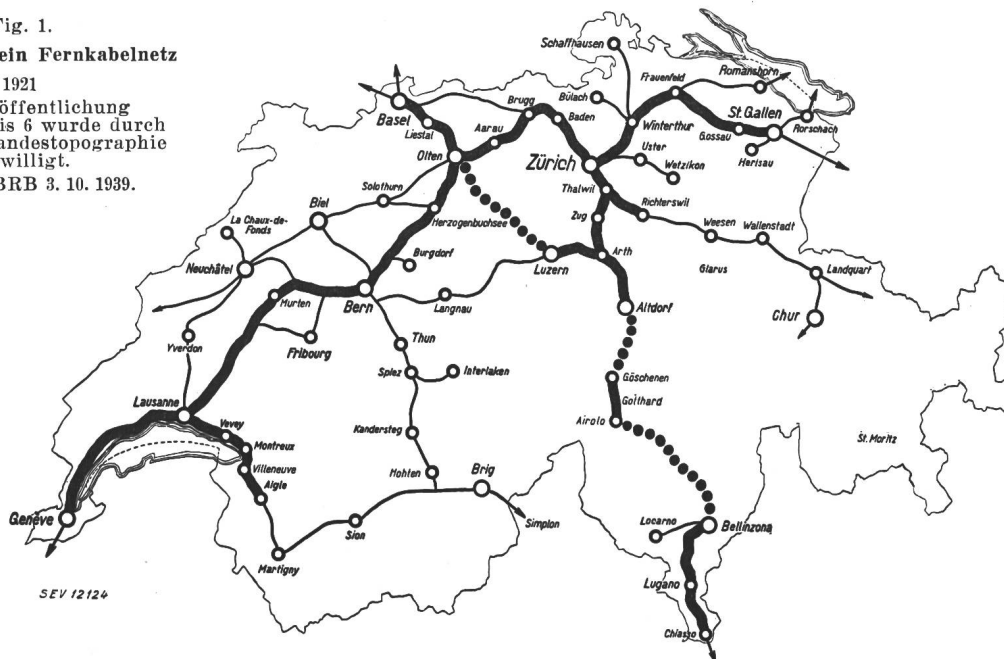 Fig. 1.
ein Fernkabelnetz
1921
öffentlichung
is 6 wurde durch
andestopographie
willigt.
BRB 3. 10. 1939.
Schaffhausen
Romanshorn
Frauenfeld
Bülach
Brugg
Basel
Liestal
Aarau
Baden
Winterthur
St.Gallen
Gossau
Rorschach
Herisau
Olten
Zürich
Uster
Wetzikon
Solothurn
Thalwil
Biel
Richterswil
La Chaux-de-
Fonds
Herzogenbuchsee
Zug
Weesen
Wallenstadt
Neuchâtel
Burgdorf
Luzern
Arth
Glarus
Landquart
Murten
Bern
Langnau
Altdorf
Chur
Yverdon
Fribourg
Thun
Spiez
Interlaken
Göschenen
Gotthard
Lausanne
Airolo
Vevey
Kandersteg
St.Moritz
Montreux
Villeneuve
Hohten
Brig
Aigle
Genève
Simplon
Locarno
Bellinzona
Sion
Martigny
Lugano
SEV 12124
Chiasso